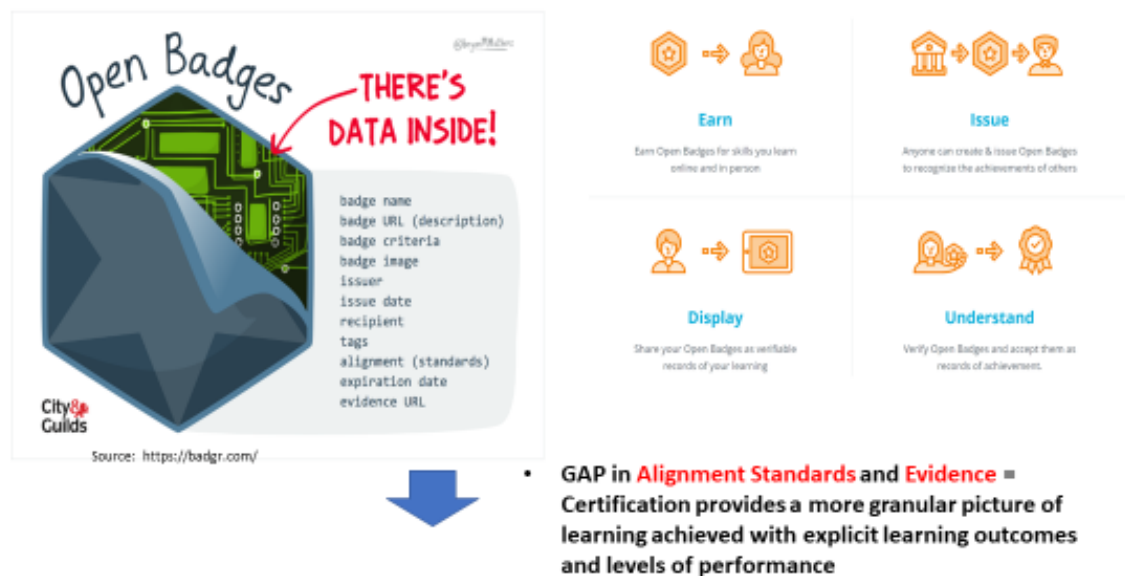 Open Badges
@bryanMMathers
THERE'S
DATA INSIDE!
badge name
badge URL (description)
badge criteria
badge image
issuer
issue date
recipient
tags
alignment (standards)
expiration date
evidence URL
City&
Guilds
Source: https://badgr.com/
Earn
Earn Open Badges for skills you learn
online and in person
Issue
Anyone can create & issue Open Badges
to recognize the achievements of others
Display
Share your Open Badges as verifiable
records of your learning
Understand
Verify Open Badges and accept them as
records of achievement.
• GAP in Alignment Standards and Evidence =
Certification provides a more granular picture of
learning achieved with explicit learning outcomes
and levels of performance